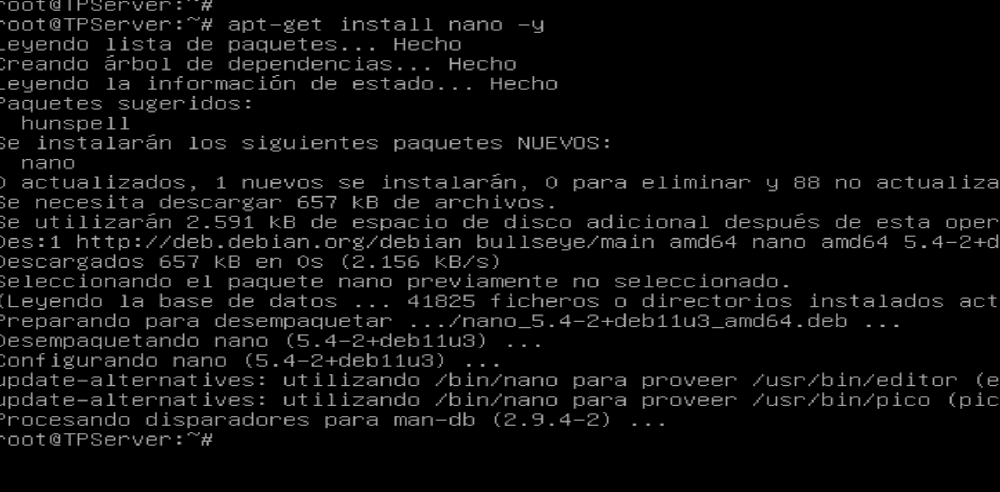 root@TPServer:~#
root@TPServer:~# apt-get install nano -y
Leyendo lista de paquetes... Hecho
Creando árbol de dependencias... Hecho
Leyendo la información de estado... Hecho
Paquetes sugeridos:
  hunspell
Se instalarán los siguientes paquetes NUEVOS:
  nano
0 actualizados, 1 nuevos se instalarán, 0 para eliminar y 88 no actualiza
Se necesita descargar 657 kB de archivos.
Se utilizarán 2.591 kB de espacio de disco adicional después de esta oper
Des:1 http://deb.debian.org/debian bullseye/main amd64 nano amd64 5.4-2+d
Descargados 657 kB en 0s (2.156 kB/s)
Seleccionando el paquete nano previamente no seleccionado.
(Leyendo la base de datos ... 41825 ficheros o directorios instalados act
Preparando para desempaquetar .../nano_5.4-2+deb11u3_amd64.deb ...
Desempaquetando nano (5.4-2+deb11u3) ...
Configurando nano (5.4-2+deb11u3) ...
update-alternatives: utilizando /bin/nano para proveer /usr/bin/editor (e
update-alternatives: utilizando /bin/nano para proveer /usr/bin/pico (pic
Procesando disparadores para man-db (2.9.4-2) ...
root@TPServer:~#